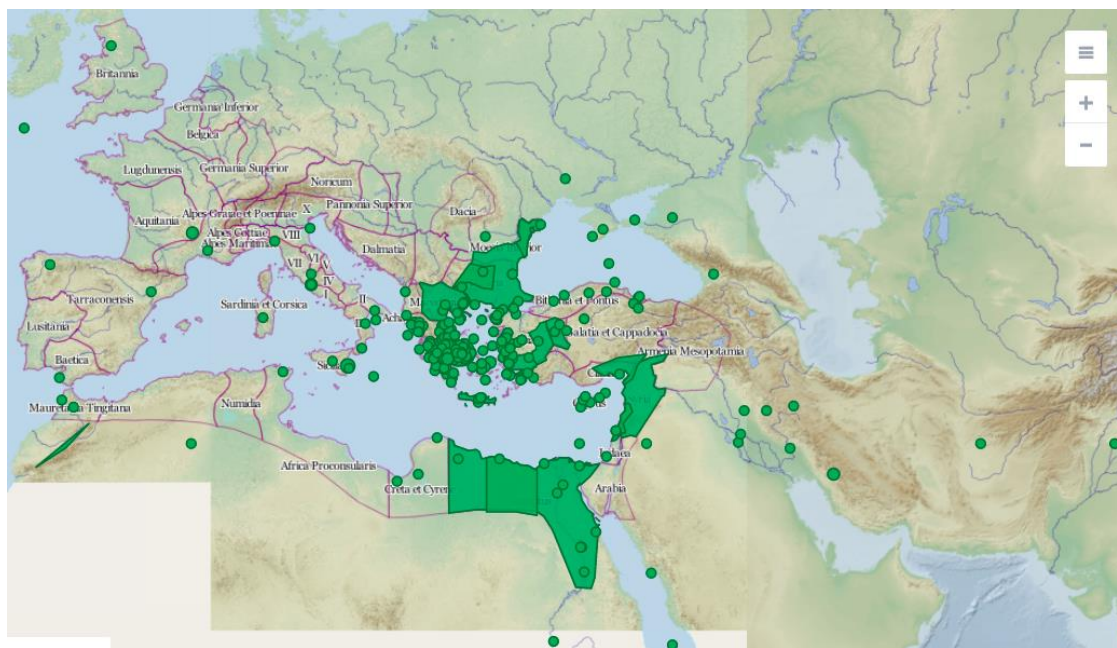 Britannia
Germania Inferior
Belgica
Lugdunensis
Germania Superior
Noricum
Pannonia Superior
Dacia
Alpes Graiae et Poeninae
X
Aquitania
Alpes Cottiae
VIII
Alpes Maritimae
Dalmatia
VI
VII
V
IV
I
II
Tarraconensis
Sardinia et Corsica
Lusitania
Baetica
Bithynia et Pontus
Galatia et Cappadocia
Armenia Mesopotamia
Mauretania Tingitana
Numidia
Africa Proconsularis
Judaea
Creta et Cyrene
Arabia
+
−